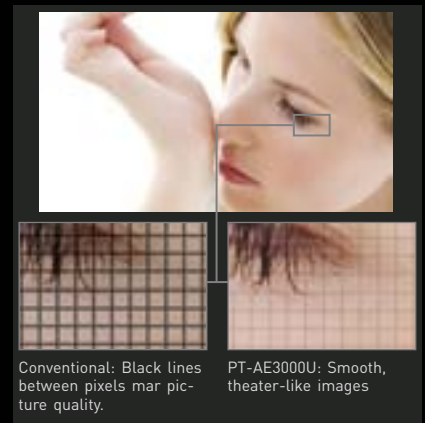 Conventional: Black lines
between pixels mar pic-
ture quality.
PT-AE3000U: Smooth,
theater-like images